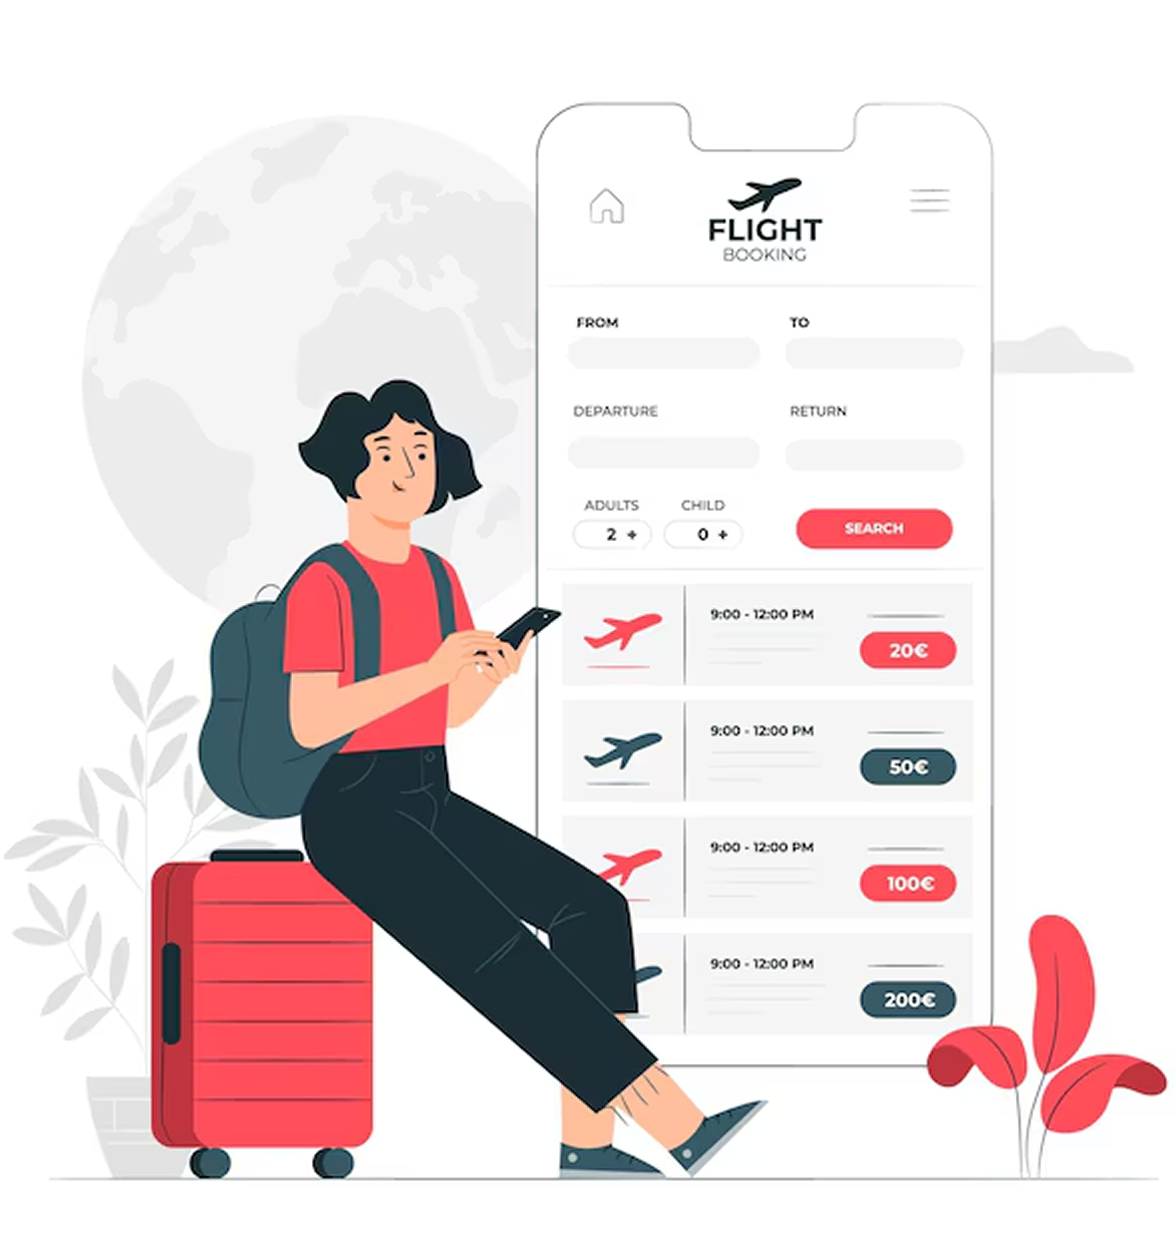 FLIGHT
BOOKING
FROM TO
DEPARTURE RETURN
ADULTS CHILD
2 + 0 + SEARCH
9:00 - 12:00 PM
20€
9:00 - 12:00 PM
50€
9:00 - 12:00 PM
100€
9:00 - 12:00 PM
200€